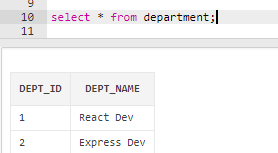 9
10 select * from department;
11
DEPT_ID DEPT_NAME
1 React Dev
2 Express Dev